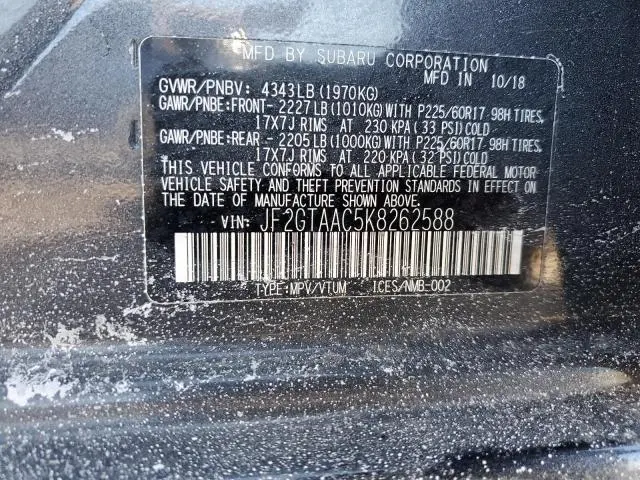 MFD BY SUBARU CORPORATION
MFD IN 10/18
GVWR/PNBV: 4343LB(1970KG)
GAWR/PNBE:FRONT- 2227LB(1010KG)WITH P225/60R17 98H TIRES,
17X7J RIMS AT 230 KPA (33 PSI)COLD
GAWR/PNBE:REAR - 2205LB(1000KG)WITH P225/60R17 98H TIRES,
17X7J RIMS AT 220 KPA (32 PSI)COLD
THIS VEHICLE CONFORMS TO ALL APPLICABLE FEDERAL MOTOR
VEHICLE SAFETY AND THEFT PREVENTION STANDARDS IN EFFECT ON
THE DATE OF MANUFACTURE SHOWN ABOVE.
VIN: JF2GTAAC5K8262588
TYPE:MPV/VTUM ICES/NMB-002